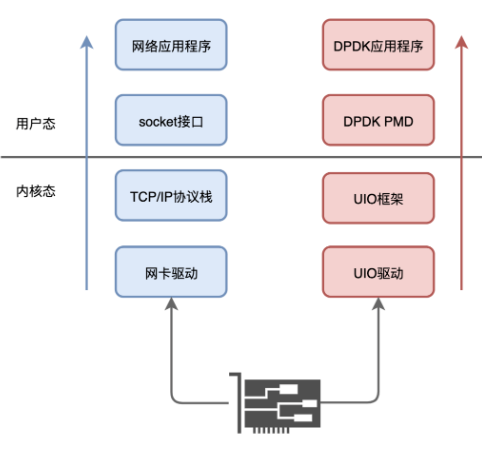 网络应用程序
DPDK应用程序
用户态
socket接口
DPDK PMD
内核态
TCP/IP协议栈
UIO框架
网卡驱动
UIO驱动